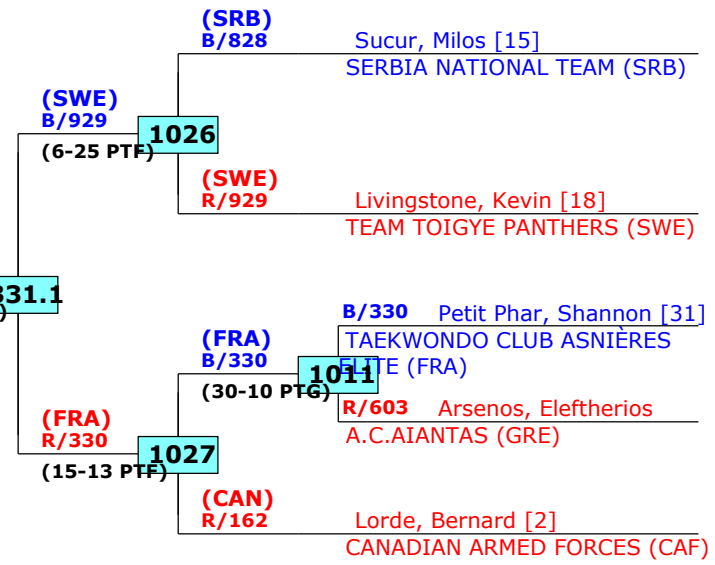 (SRB)
B/828
Sucur, Milos [15]
SERBIA NATIONAL TEAM (SRB)
(SWE)
B/929
1026
(6-25 PTF)
(SWE)
R/929
Livingstone, Kevin [18]
TEAM TOIGYE PANTHERS (SWE)
331.1
)
B/330 Petit Phar, Shannon [31]
TAEKWONDO CLUB ASNIÈRES
ELITE (FRA)
(FRA)
B/330
1011
(30-10 PTG)
R/603 Arsenos, Eleftherios
A.C.AIANTAS (GRE)
(FRA)
R/330
1027
(15-13 PTF)
(CAN)
R/162
Lorde, Bernard [2]
CANADIAN ARMED FORCES (CAF)